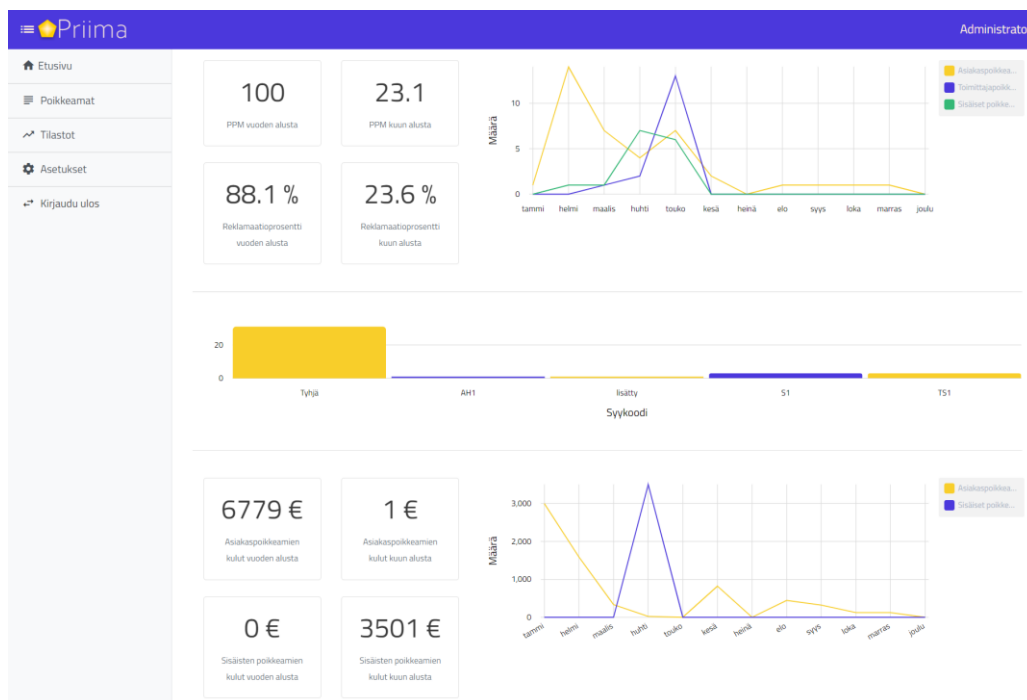 Priima
Administrato
Etusivu
Poikkeamat
Tilastot
Asetukset
Kirjaudu ulos
100
PPM vuoden alusta
23.1
PPM kuun alusta
88.1 %
Reklamaatioprosentti
vuoden alusta
23.6 %
Reklamaatioprosentti
kuun alusta
Määrä
10
5
0
tammi helmi maalis huhti touko kesä heinä elo syys loka marras joulu
Asiakaspoikkea...
Toimittajapoikk...
Sisäiset poikke...
20
0
Tyhjä AH1 lisätty S1 TS1
Syykoodi
6779 €
Asiakaspoikkeamien
kulut vuoden alusta
1 €
Asiakaspoikkeamien
kulut kuun alusta
0 €
Sisäisten poikkeamien
kulut vuoden alusta
3501 €
Sisäisten poikkeamien
kulut kuun alusta
Määrä
3,000
2,000
1,000
0
tammi helmi maalis huhti touko kesä heinä elo syys loka marras joulu
Asiakaspoikkea...
Sisäiset poikke...